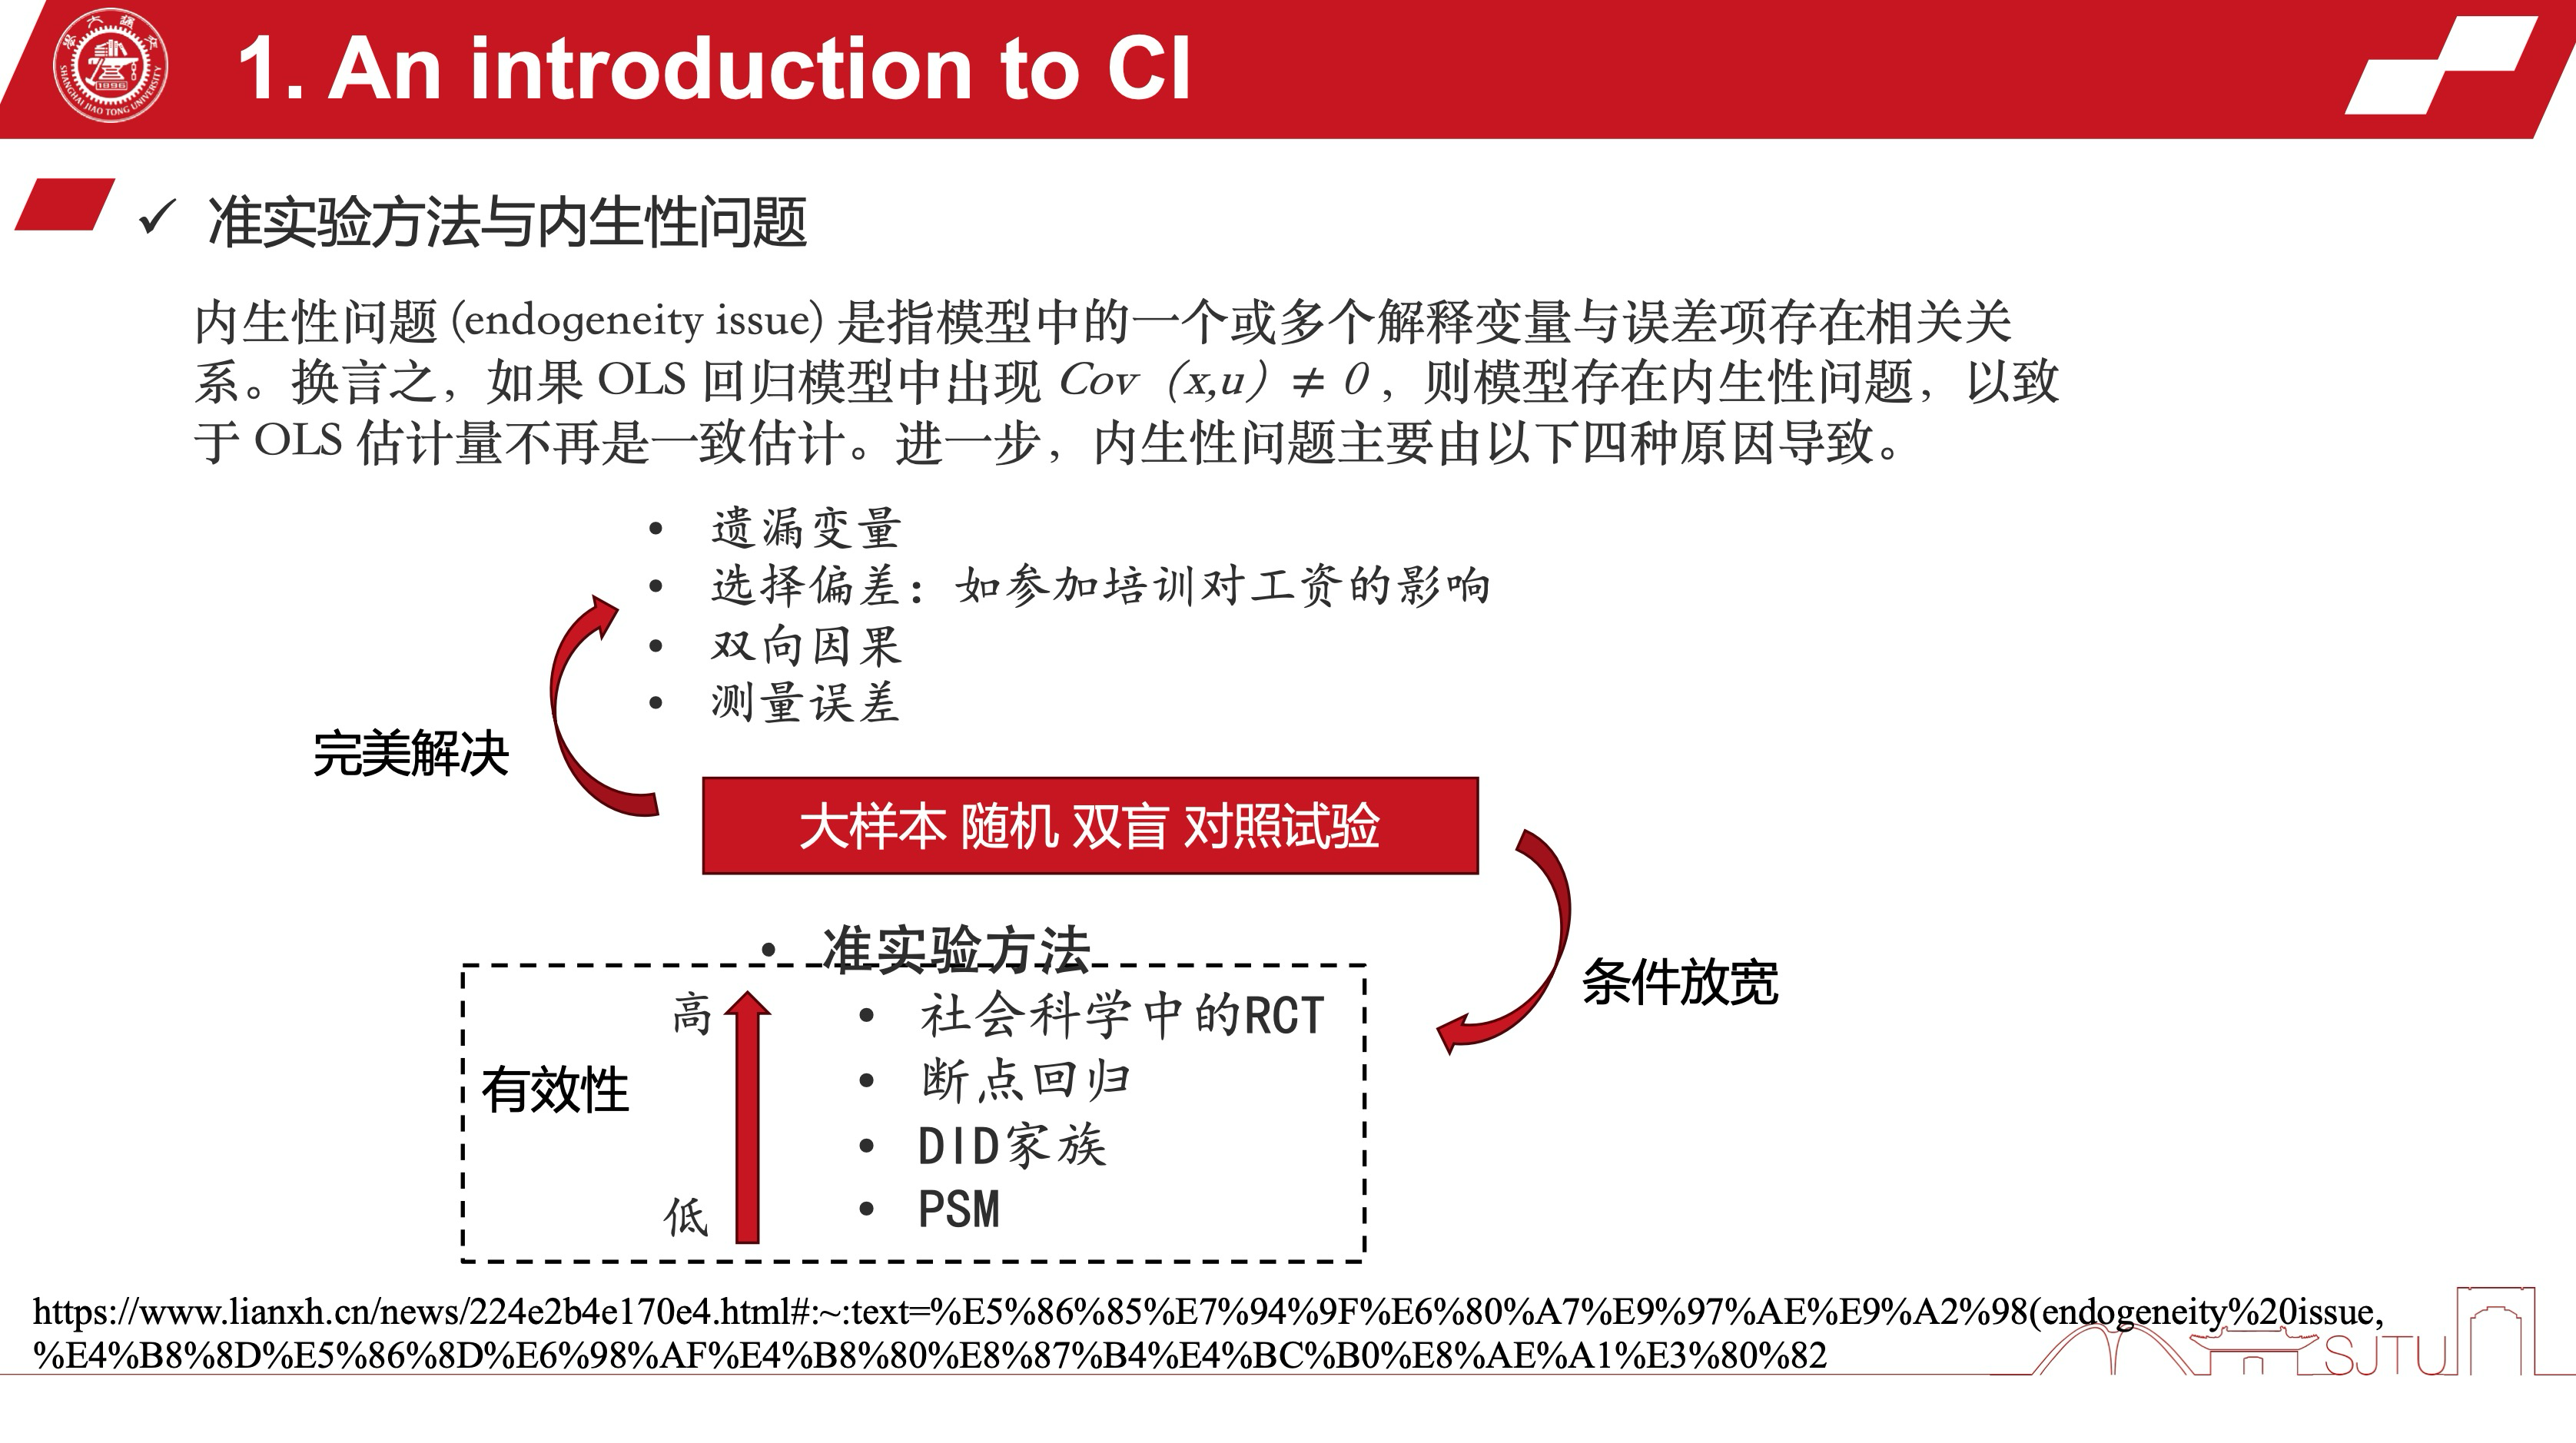 1. An introduction to CI
1896
SHANGHAI JIAO TONG UNIVERSITY
✓ 准实验方法与内生性问题
内生性问题 (endogeneity issue) 是指模型中的一个或多个解释变量与误差项存在相关关
系。换言之，如果 OLS 回归模型中出现 Cov（x,u）≠ 0，则模型存在内生性问题，以致
于 OLS 估计量不再是一致估计。进一步，内生性问题主要由以下四种原因导致。
• 遗漏变量
• 选择偏差：如参加培训对工资的影响
• 双向因果
• 测量误差
完美解决
大样本 随机 双盲 对照试验
条件放宽
• 准实验方法
高
有效性
低
• 社会科学中的RCT
• 断点回归
• DID家族
• PSM
https://www.lianxh.cn/news/224e2b4e170e4.html#:~:text=%E5%86%85%E7%94%9F%E6%80%A7%E9%97%AE%E9%A2%98(endogeneity%20issue,
%E4%B8%8D%E5%86%8D%E6%98%AF%E4%B8%80%E8%87%B4%E4%BC%B0%E8%AE%A1%E3%80%82
SJTU